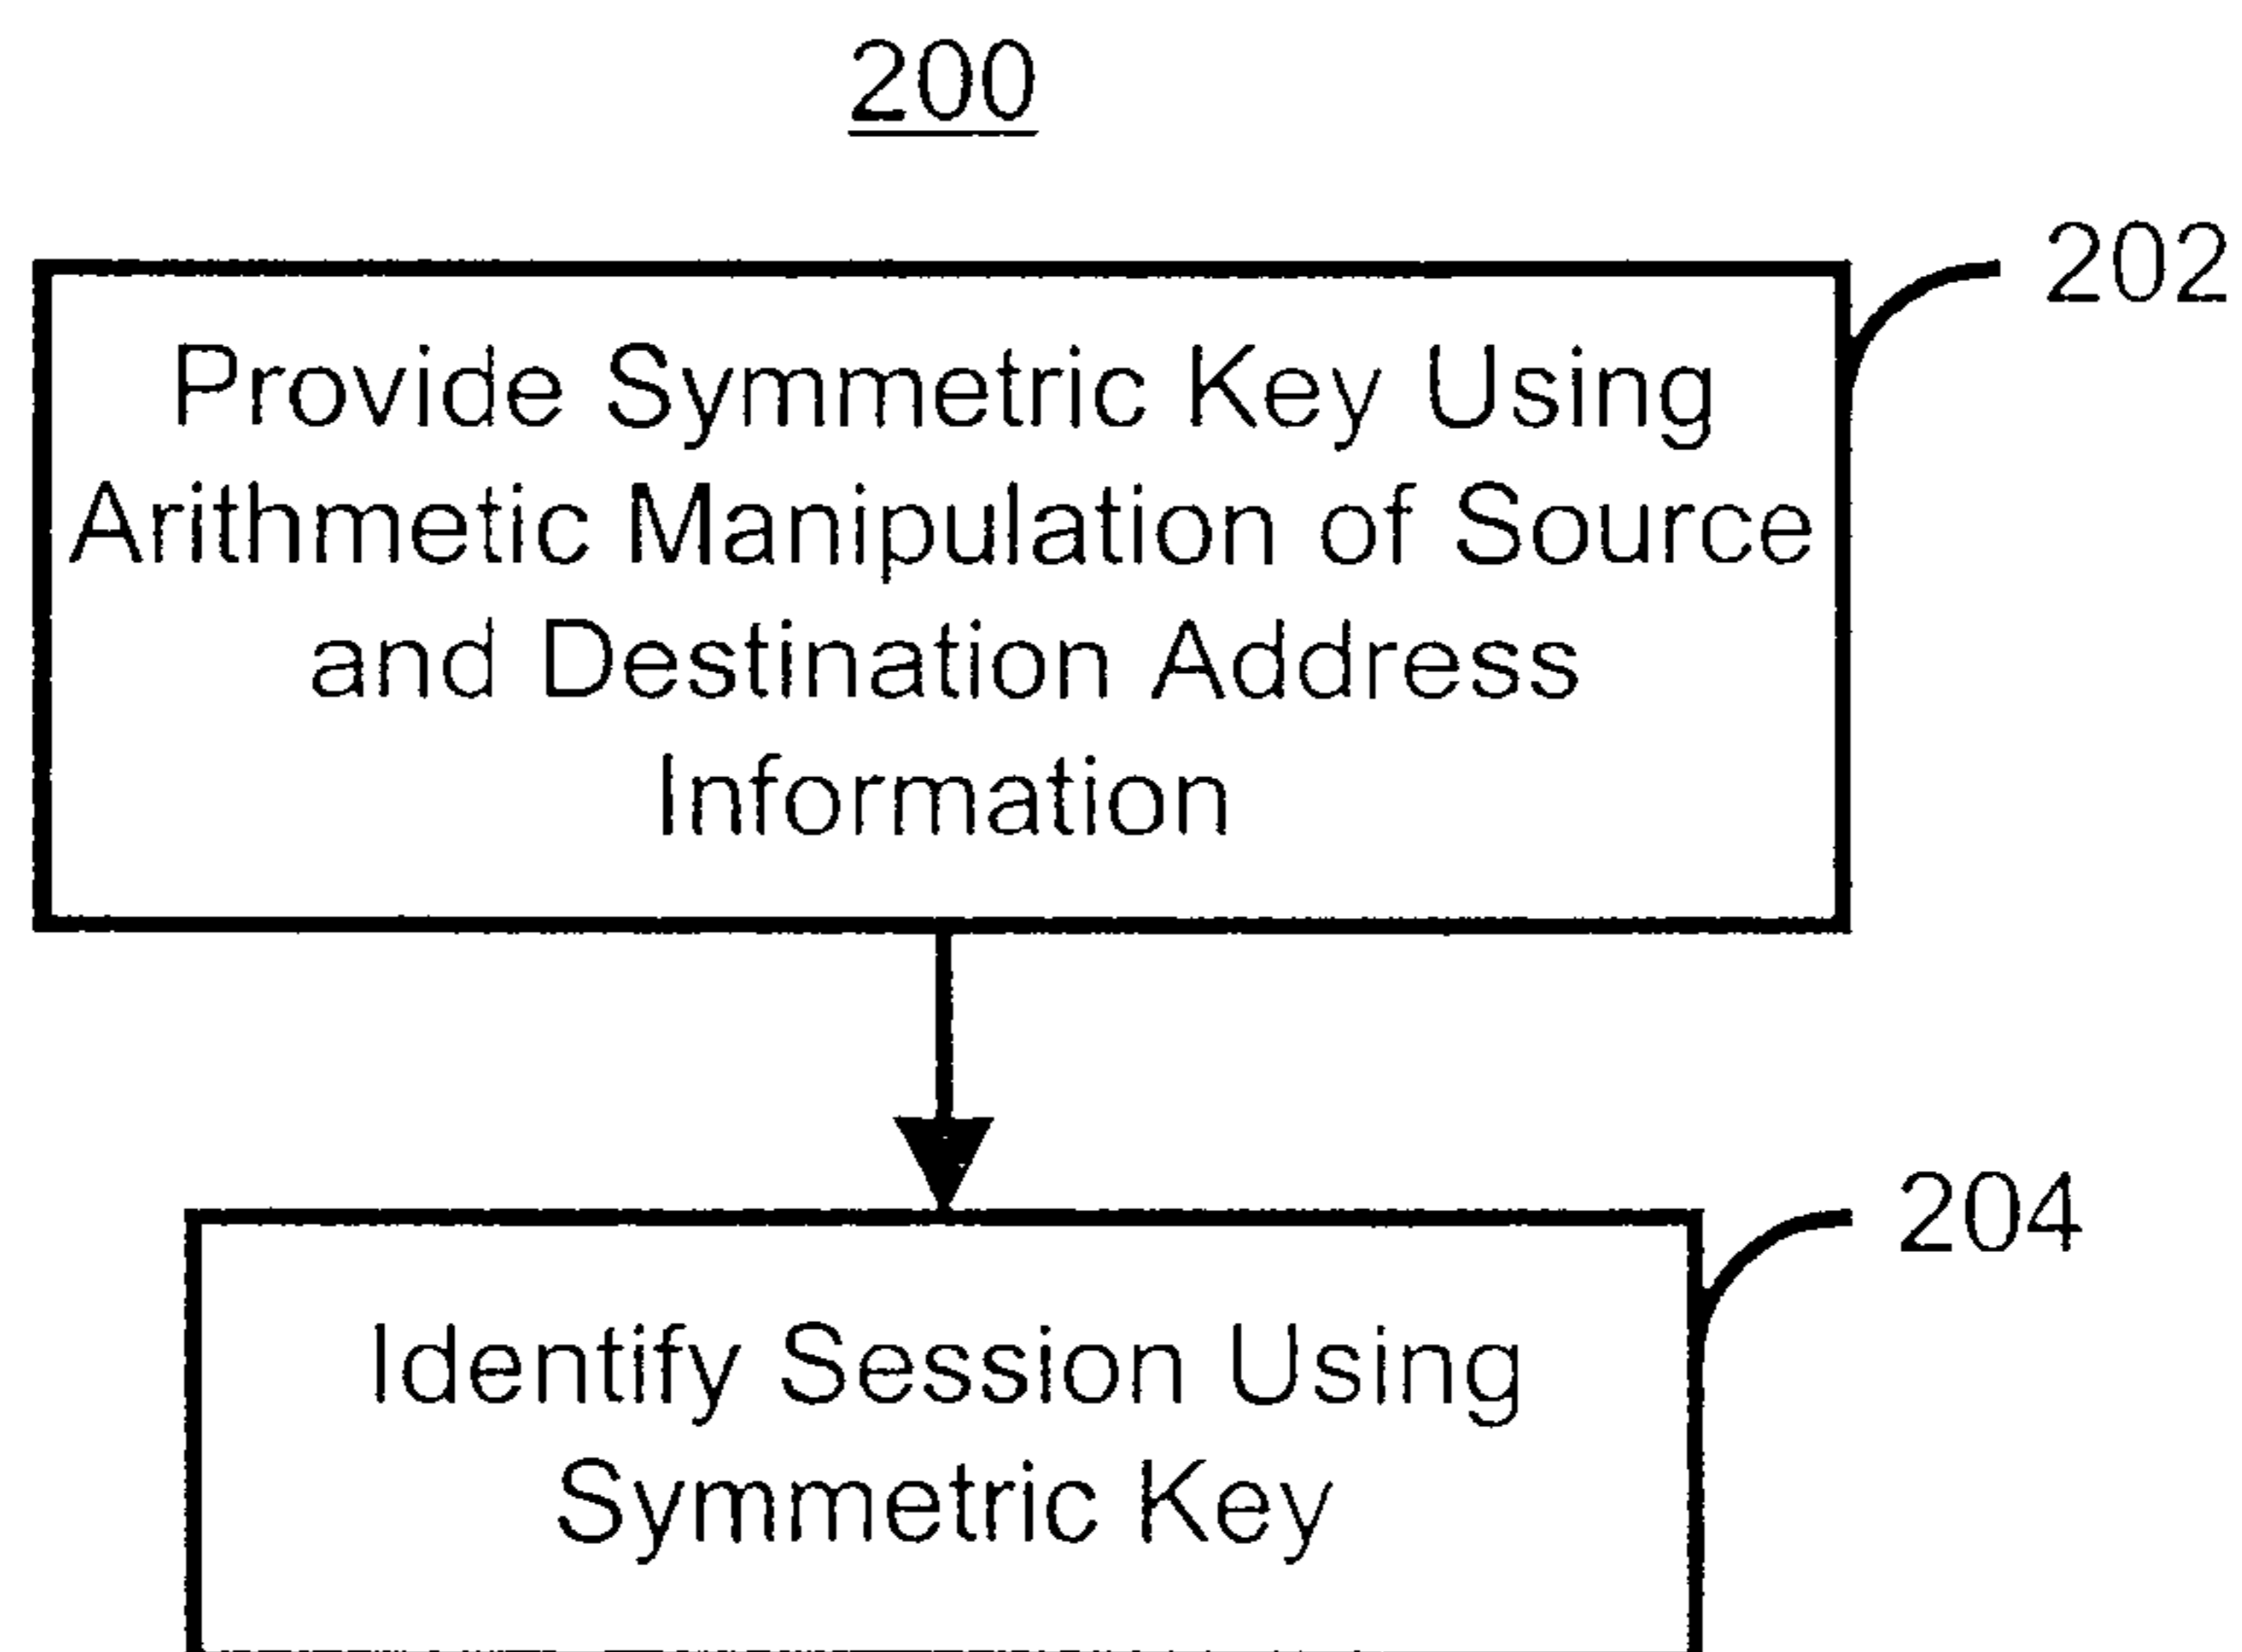 200
202
Provide Symmetric Key Using
Arithmetic Manipulation of Source
and Destination Address
Information
204
Identify Session Using
Symmetric Key